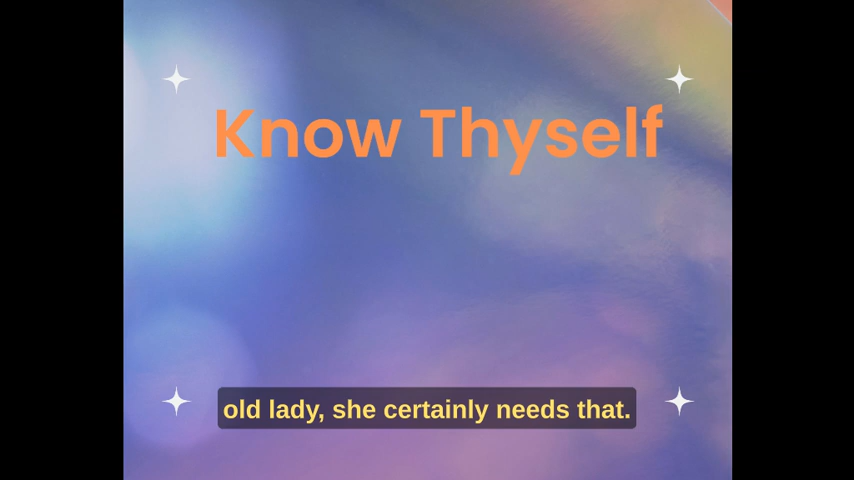 Know Thyself
old lady, she certainly needs that.